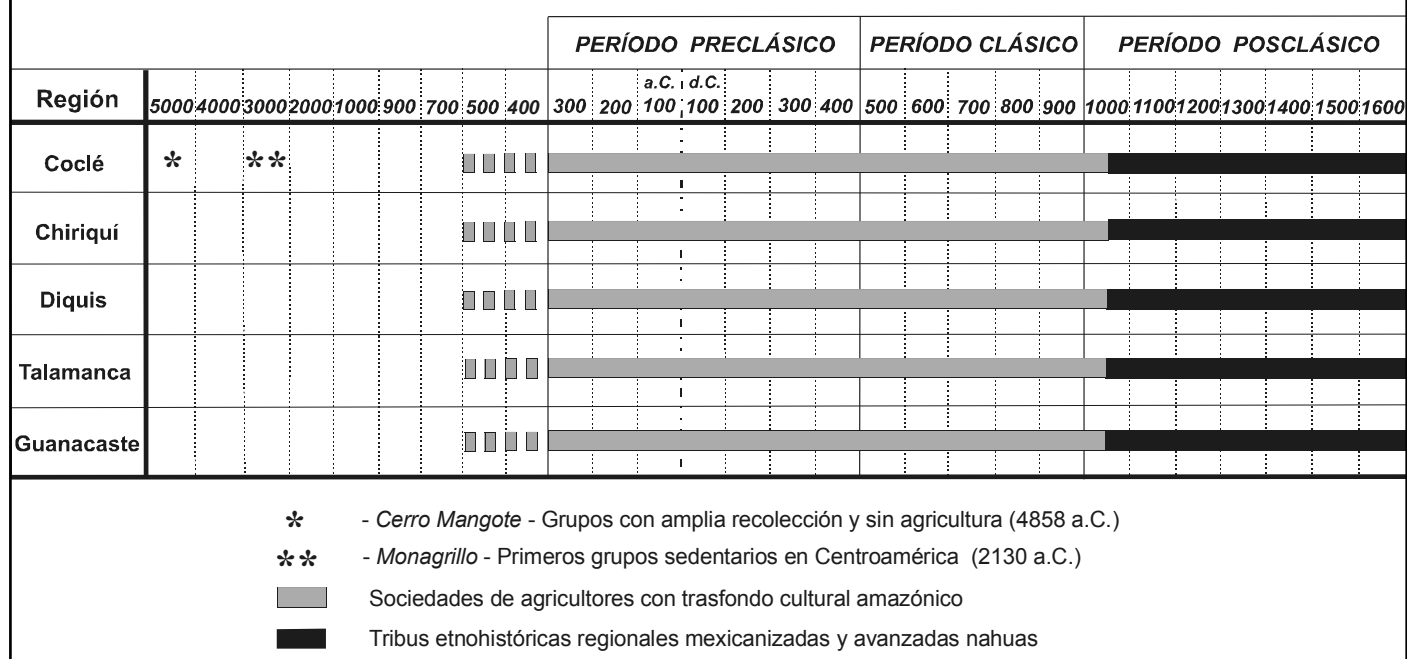 PERÍODO PRECLÁSICO PERÍODO CLÁSICO PERÍODO POSCLÁSICO
a.C. d.C.
Región 5000 4000 3000 2000 1000 900 700 500 400 300 200 100 100 200 300 400 500 600 700 800 900 1000 1100 1200 1300 1400 1500 1600
Coclé * **
Chiriquí
Diquis
Talamanca
Guanacaste
* - Cerro Mangote - Grupos con amplia recolección y sin agricultura (4858 a.C.)
** - Monagrillo - Primeros grupos sedentarios en Centroamérica (2130 a.C.)
Sociedades de agricultores con trasfondo cultural amazónico
Tribus etnohistóricas regionales mexicanizadas y avanzadas nahuas